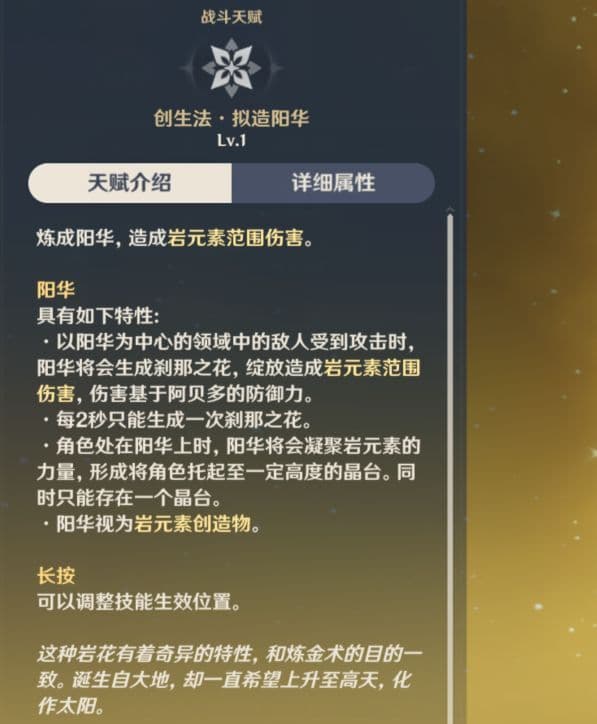 战斗天赋
创生法·拟造阳华
Lv.1
天赋介绍 详细属性
炼成阳华，造成岩元素范围伤害。
阳华
具有如下特性：
·以阳华为中心的领域中的敌人受到攻击时，
阳华将会生成刹那之花，绽放造成岩元素范围
伤害，伤害基于阿贝多的防御力。
·每2秒只能生成一次刹那之花。
·角色处在阳华上时，阳华将会凝聚岩元素的
力量，形成将角色托起至一定高度的晶台。同
时只能存在一个晶台。
·阳华视为岩元素创造物。
长按
可以调整技能生效位置。
这种岩花有着奇异的特性，和炼金术的目的一
致。诞生自大地，却一直希望上升至高天，化
作太阳。